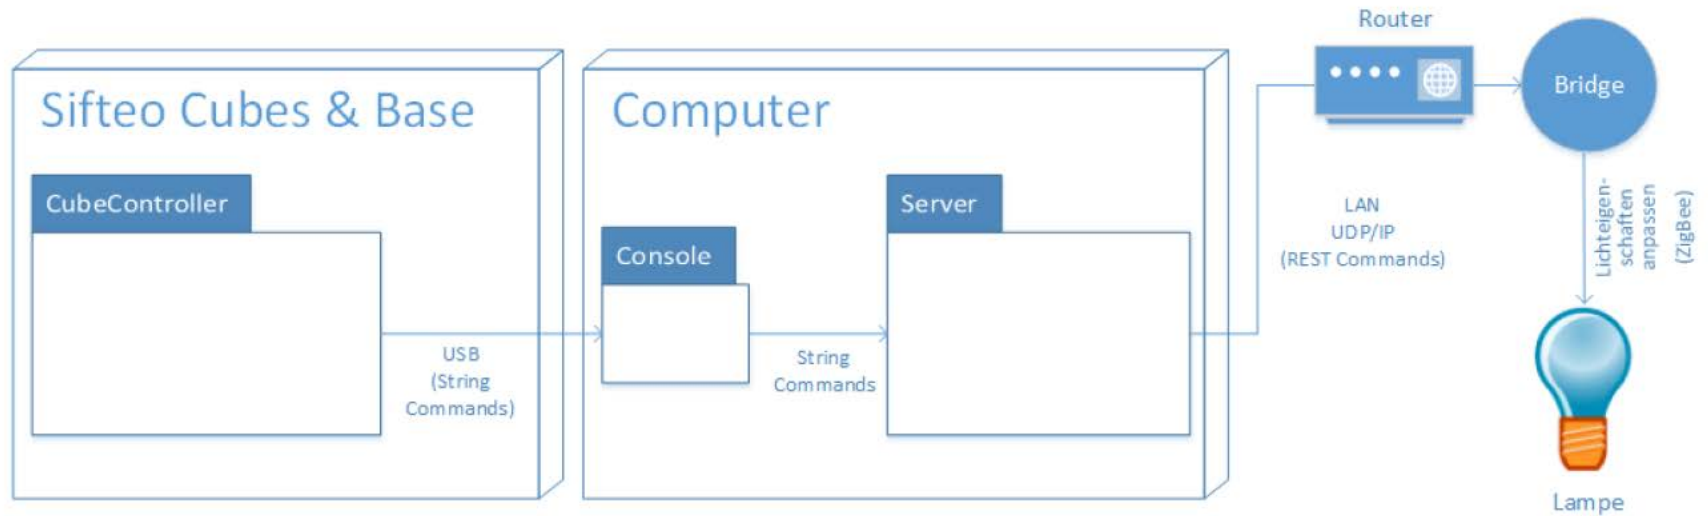 Sifteo Cubes & Base
CubeController
USB
(String
Commands)
Computer
Console
String
Commands
Server
LAN
UDP/IP
(REST Commands)
Router
Bridge
Lichteigen-
schaften
anpassen
(ZigBee)
Lampe